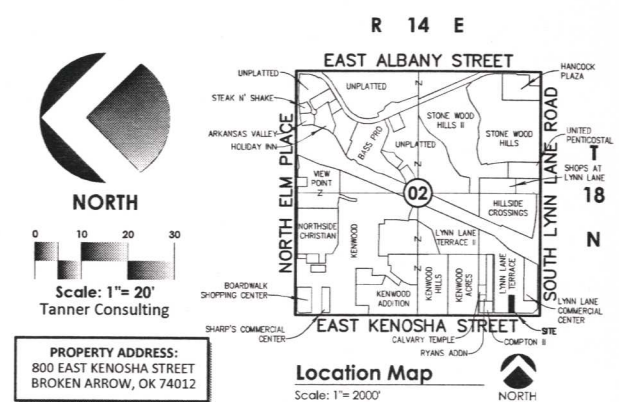 R 14 E
EAST ALBANY STREET
UNPLATTED
HANCOCK
PLAZA
UNPLATTED
STEAK N' SHAKE
STONE WOOD
HILLS II
STONE WOOD
HILLS
ARKANSAS VALLEY
HOLIDAY INN
BASS PRO
UNPLATTED
UNITED
PENTICOSTAL
T
18
N
SHOPS AT
LYNN LANE
NORTH ELM PLACE
SOUTH LYNN LANE ROAD
VIEW
POINT
02
HILLSIDE
CROSSINGS
NORTHSIDE
CHRISTIAN
KENWOOD
LYNN LANE
TERRACE II
KENWOOD
HILLS
KENWOOD
ACRES
LYNN LANE
TERRACE
BOARDWALK
SHOPPING CENTER
KENWOOD
ADDITION
LYNN LANE
COMMERCIAL
CENTER
SHARP'S COMMERCIAL
CENTER
EAST KENOSHA STREET
SITE
CALVARY TEMPLE
COMPTON II
RYANS ADDN
Location Map
Scale: 1"= 2000'
NORTH
NORTH
0 10 20 30
Scale: 1"= 20'
Tanner Consulting
PROPERTY ADDRESS:
800 EAST KENOSHA STREET
BROKEN ARROW, OK 74012